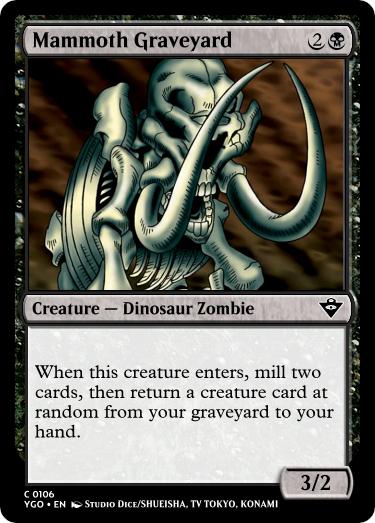 Mammoth Graveyard 2
Creature — Dinosaur Zombie
When this creature enters, mill two
cards, then return a creature card at
random from your graveyard to your
hand.
3/2
C 0106
YGO • EN Studio Dice/SHUEISHA, TV TOKYO, KONAMI